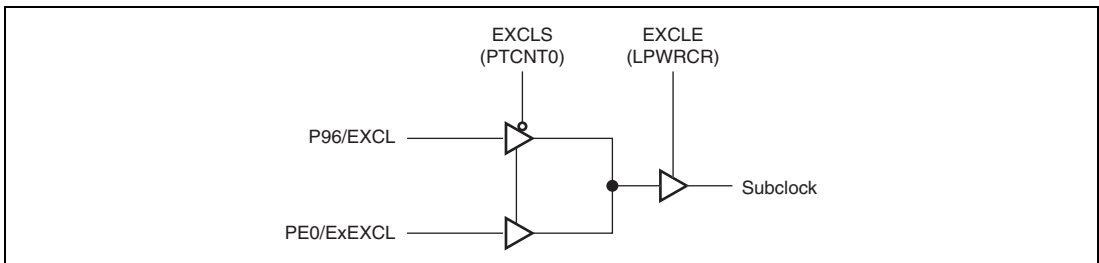 EXCLS
(PTCNT0)
EXCLE
(LPWRCR)
P96/EXCL
Subclock
PE0/ExEXCL